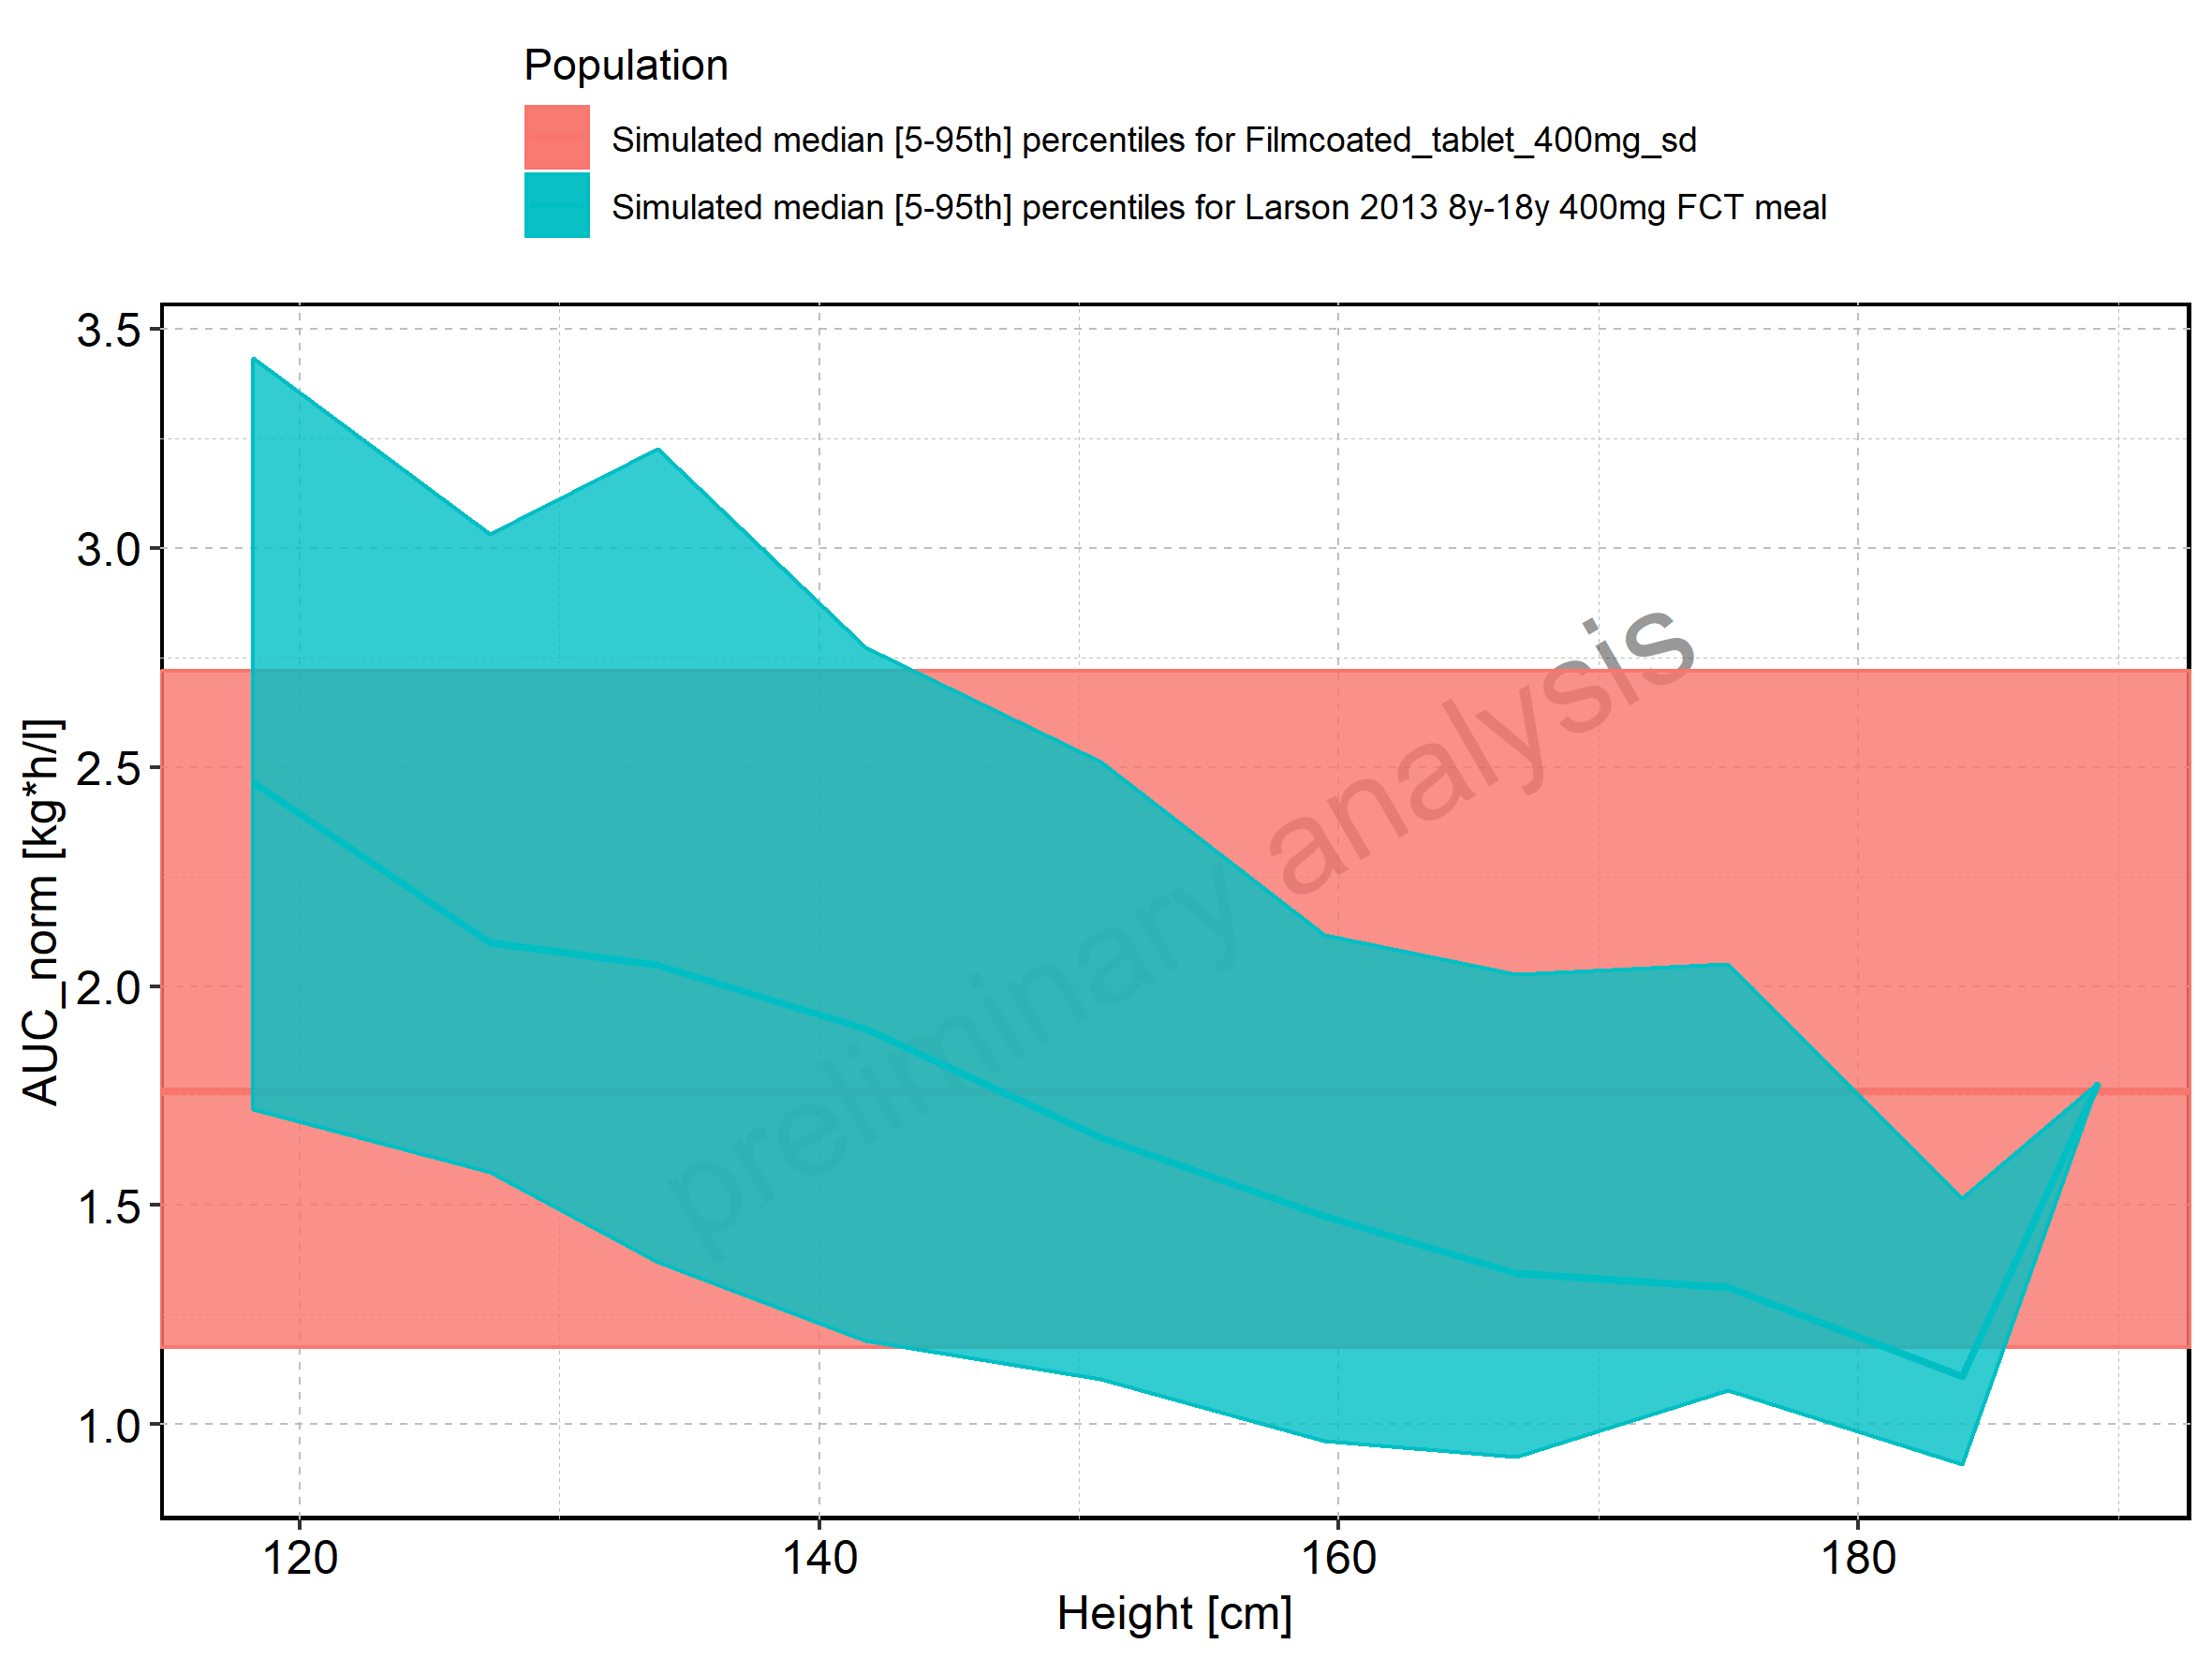 Population
Simulated median [5-95th] percentiles for Filmcoated_tablet_400mg_sd
Simulated median [5-95th] percentiles for Larson 2013 8y-18y 400mg FCT meal
3.5
3.0
2.5
2.0
1.5
1.0
AUC_norm [kg*h/l]
preliminary analysis
120 140 160 180
Height [cm]